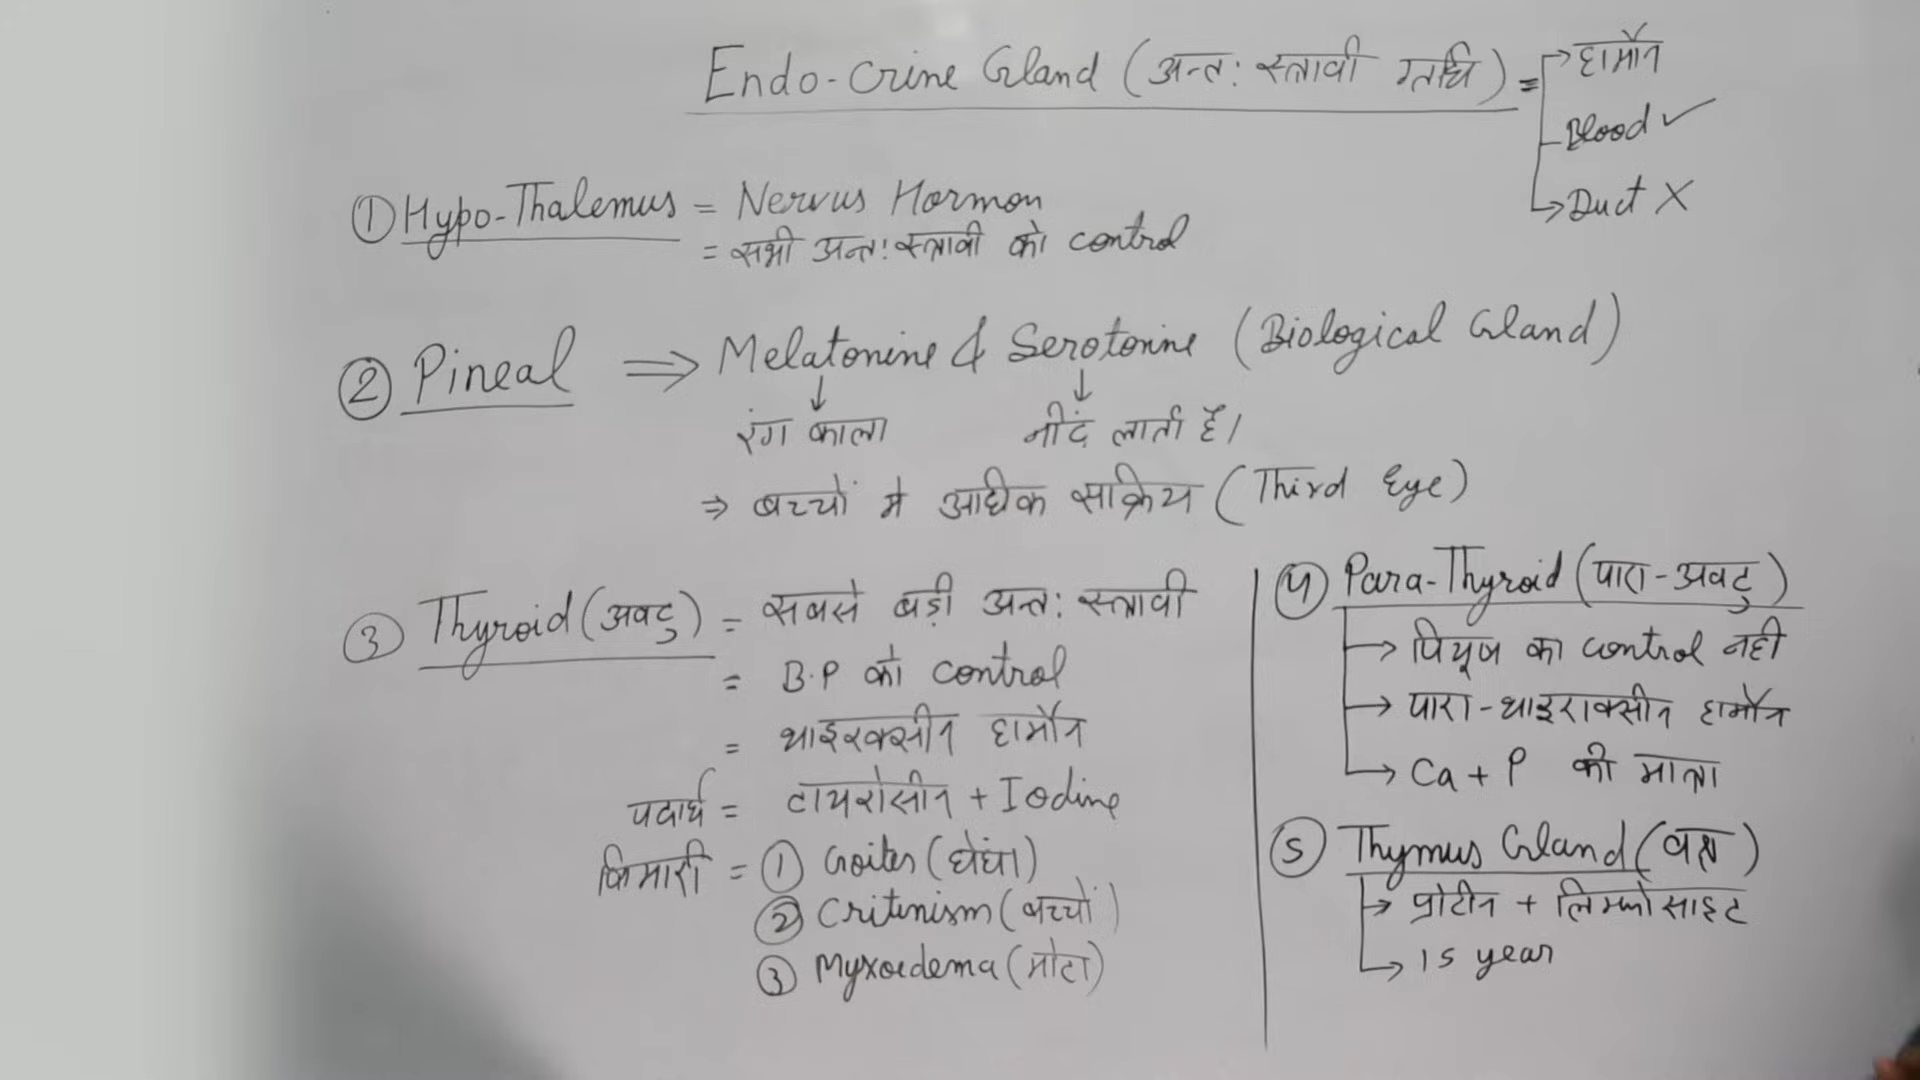 Endo-Crine Gland (अन्त: स्त्रावी ग्रंथि) =
→ हार्मोन
Blood ✓
→ Duct X
① Hypo-Thalemus = Nervus Hormon
= सभी अन्त: स्त्रावी को control
② Pineal ⇒ Melatonine & Serotonine (Biological Gland)
↓ ↓
रंग काला नींद लाती है।
⇒ बच्चों में अधिक सक्रिय (Third Eye)
③ Thyroid (अवटु) = सबसे बड़ी अन्त: स्त्रावी
= B.P को control
= थाइरक्सीन हार्मोन
पदार्थ = टायरोसीन + Iodine
बिमारी = ① Goiter (घेंघा)
② Critinism (बच्चों)
③ Myxoedema (मोटा)
④ Para-Thyroid (पारा-अवटु)
→ पियूष का control नही
→ पारा-थाइराक्सीन हार्मोन
→ Ca + P की मात्रा
⑤ Thymus Gland (वक्ष)
→ प्रोटीन + लिम्फोसाइट
→ 15 year